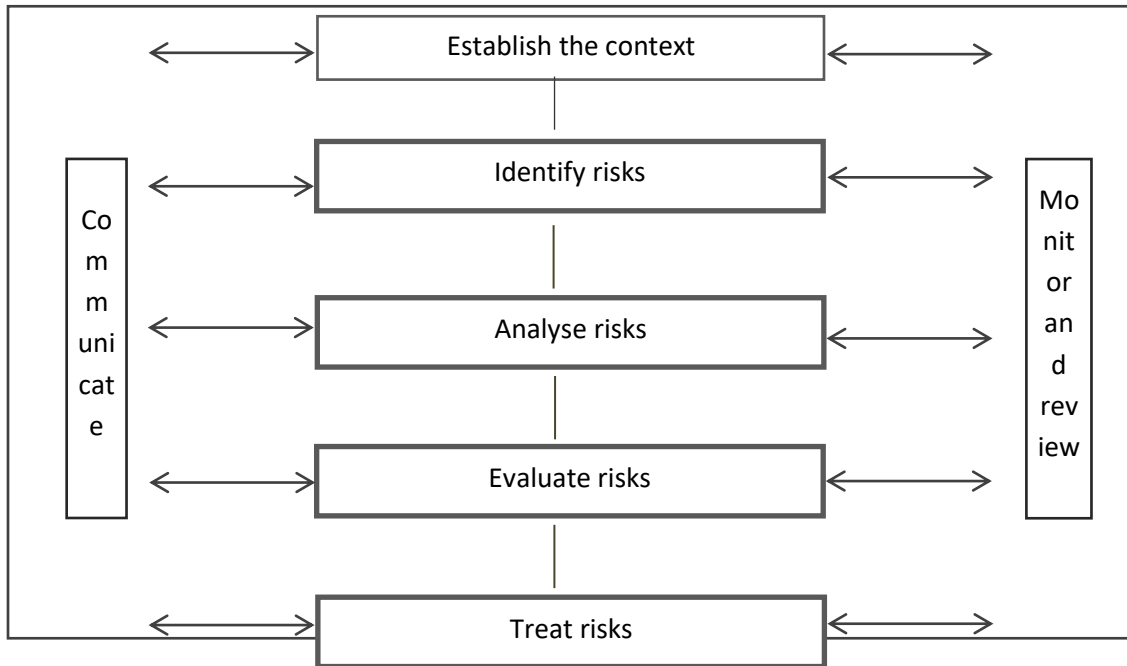 Establish the context
Identify risks
Analyse risks
Evaluate risks
Treat risks
Co
m
m
uni
cat
e
Mo
nit
or
an
d
rev
iew